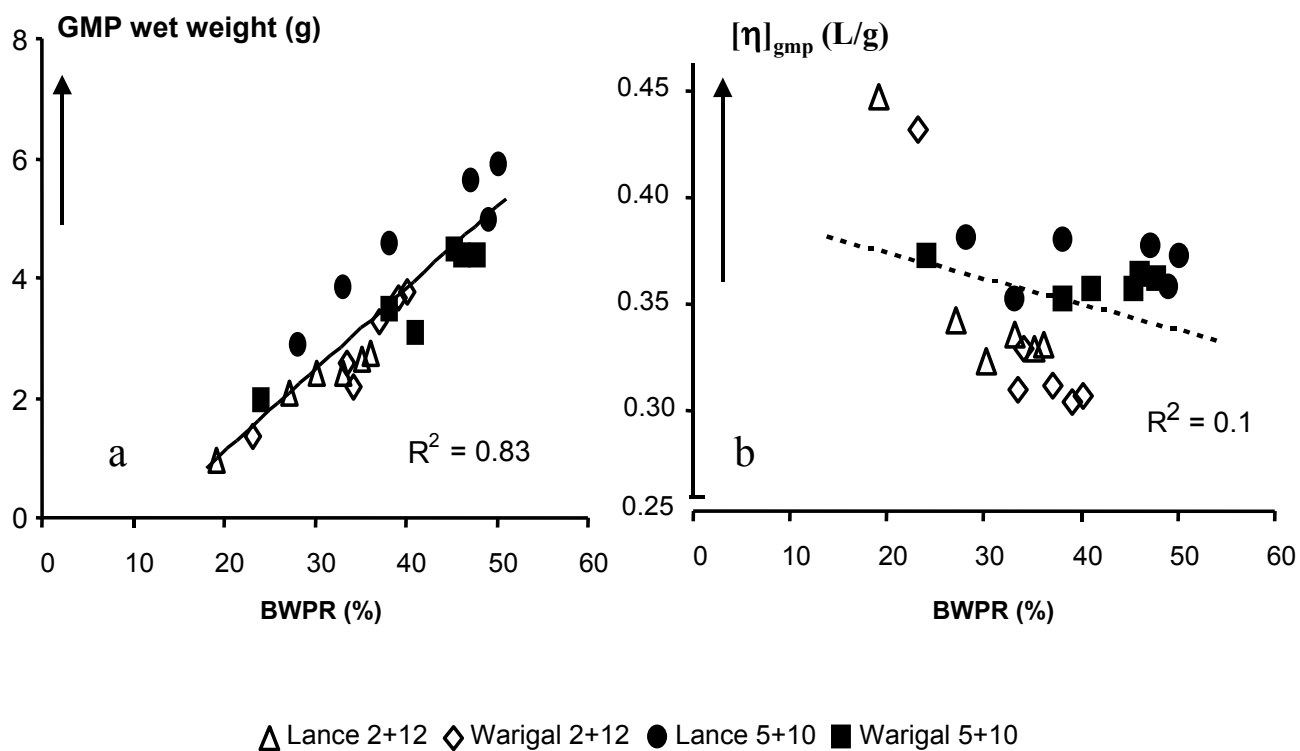 GMP wet weight (g)
8
6
4
2
0
a
R² = 0.83
0 10 20 30 40 50 60
BWPR (%)
[η]gmp (L/g)
0.45
0.40
0.35
0.30
0.25
b
R² = 0.1
0 10 20 30 40 50 60
BWPR (%)
Lance 2+12 Warigal 2+12 Lance 5+10 Warigal 5+10